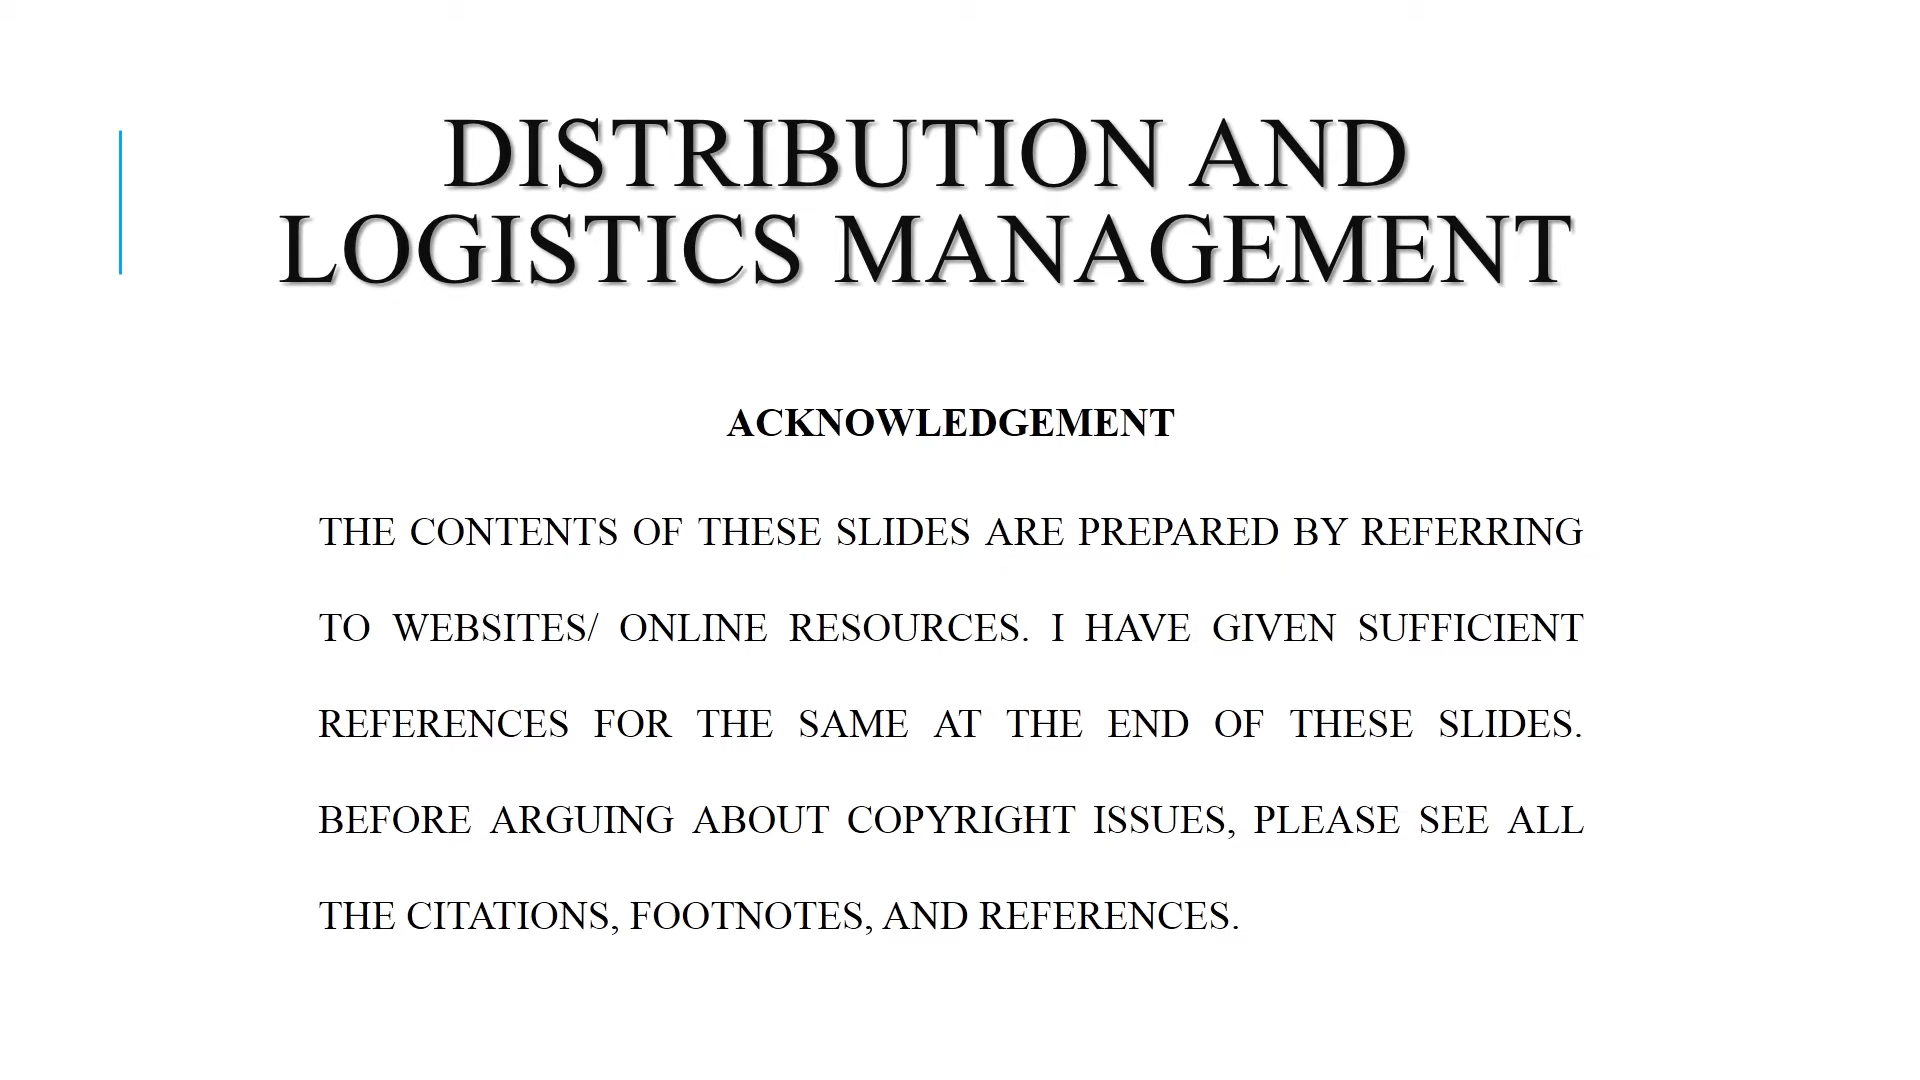 DISTRIBUTION AND
LOGISTICS MANAGEMENT
ACKNOWLEDGEMENT
THE CONTENTS OF THESE SLIDES ARE PREPARED BY REFERRING
TO WEBSITES/ ONLINE RESOURCES. I HAVE GIVEN SUFFICIENT
REFERENCES FOR THE SAME AT THE END OF THESE SLIDES.
BEFORE ARGUING ABOUT COPYRIGHT ISSUES, PLEASE SEE ALL
THE CITATIONS, FOOTNOTES, AND REFERENCES.